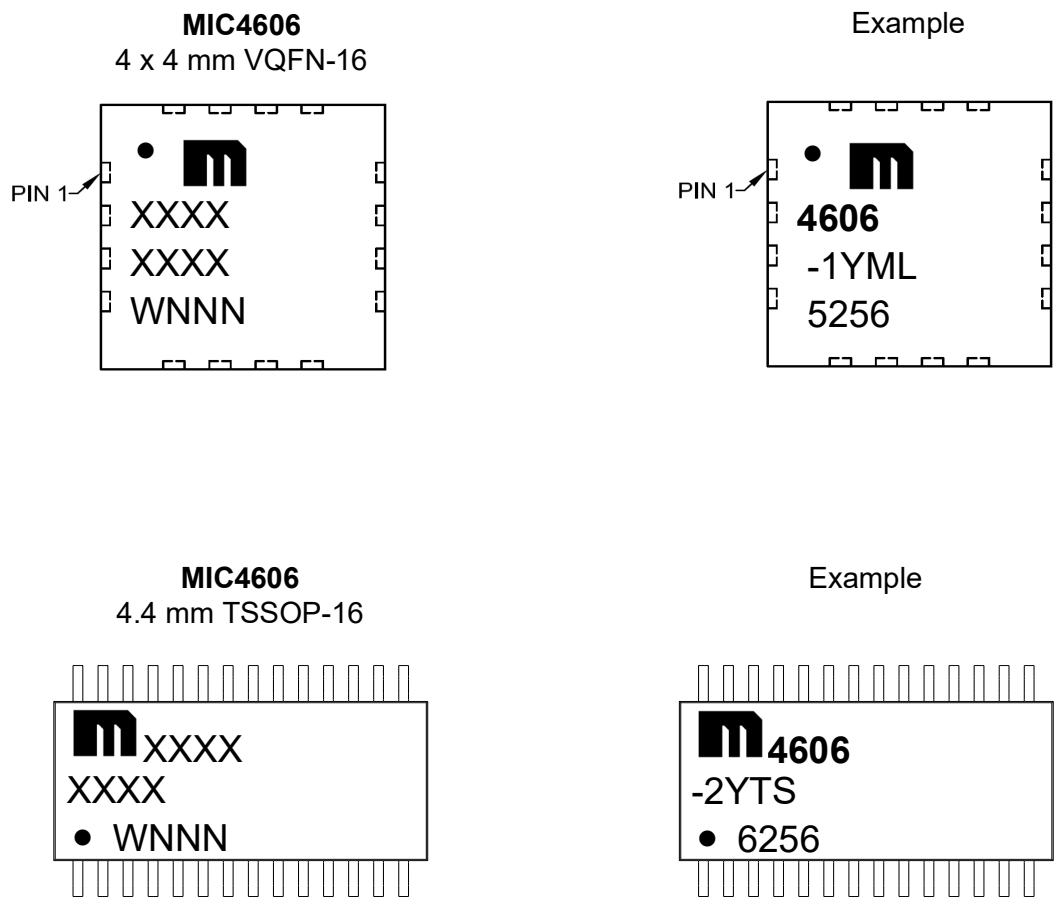 MIC4606
4 x 4 mm VQFN-16
Example
PIN 1
XXXX
XXXX
WNNN
PIN 1
4606
-1YML
5256
MIC4606
4.4 mm TSSOP-16
Example
XXXX
XXXX
WNNN
4606
-2YTS
6256